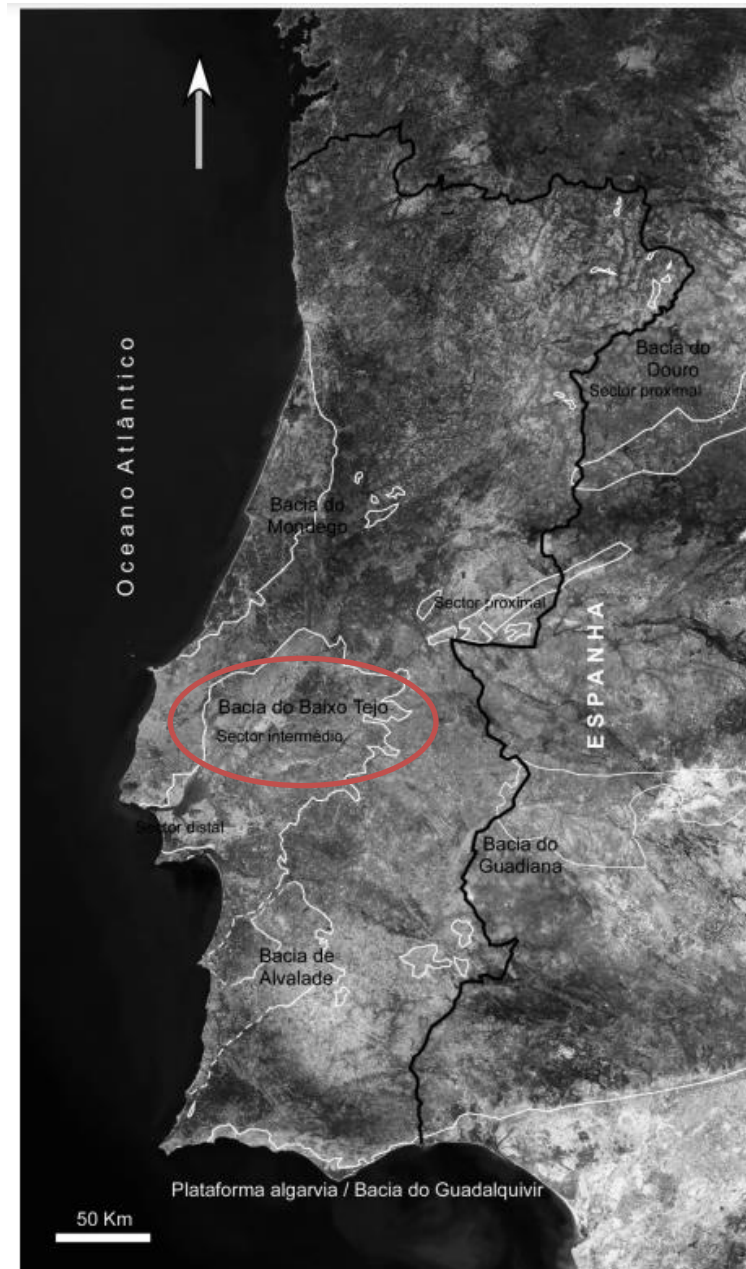 Oceano Atlântico
Bacia do
Douro
Sector proximal
Bacia do
Mondego
Sector proximal
ESPANHA
Bacia do Baixo Tejo
Sector intermédio
Sector distal
Bacia do
Guadiana
Bacia de
Alvalade
Plataforma algarvia / Bacia do Guadalquivir
50 Km